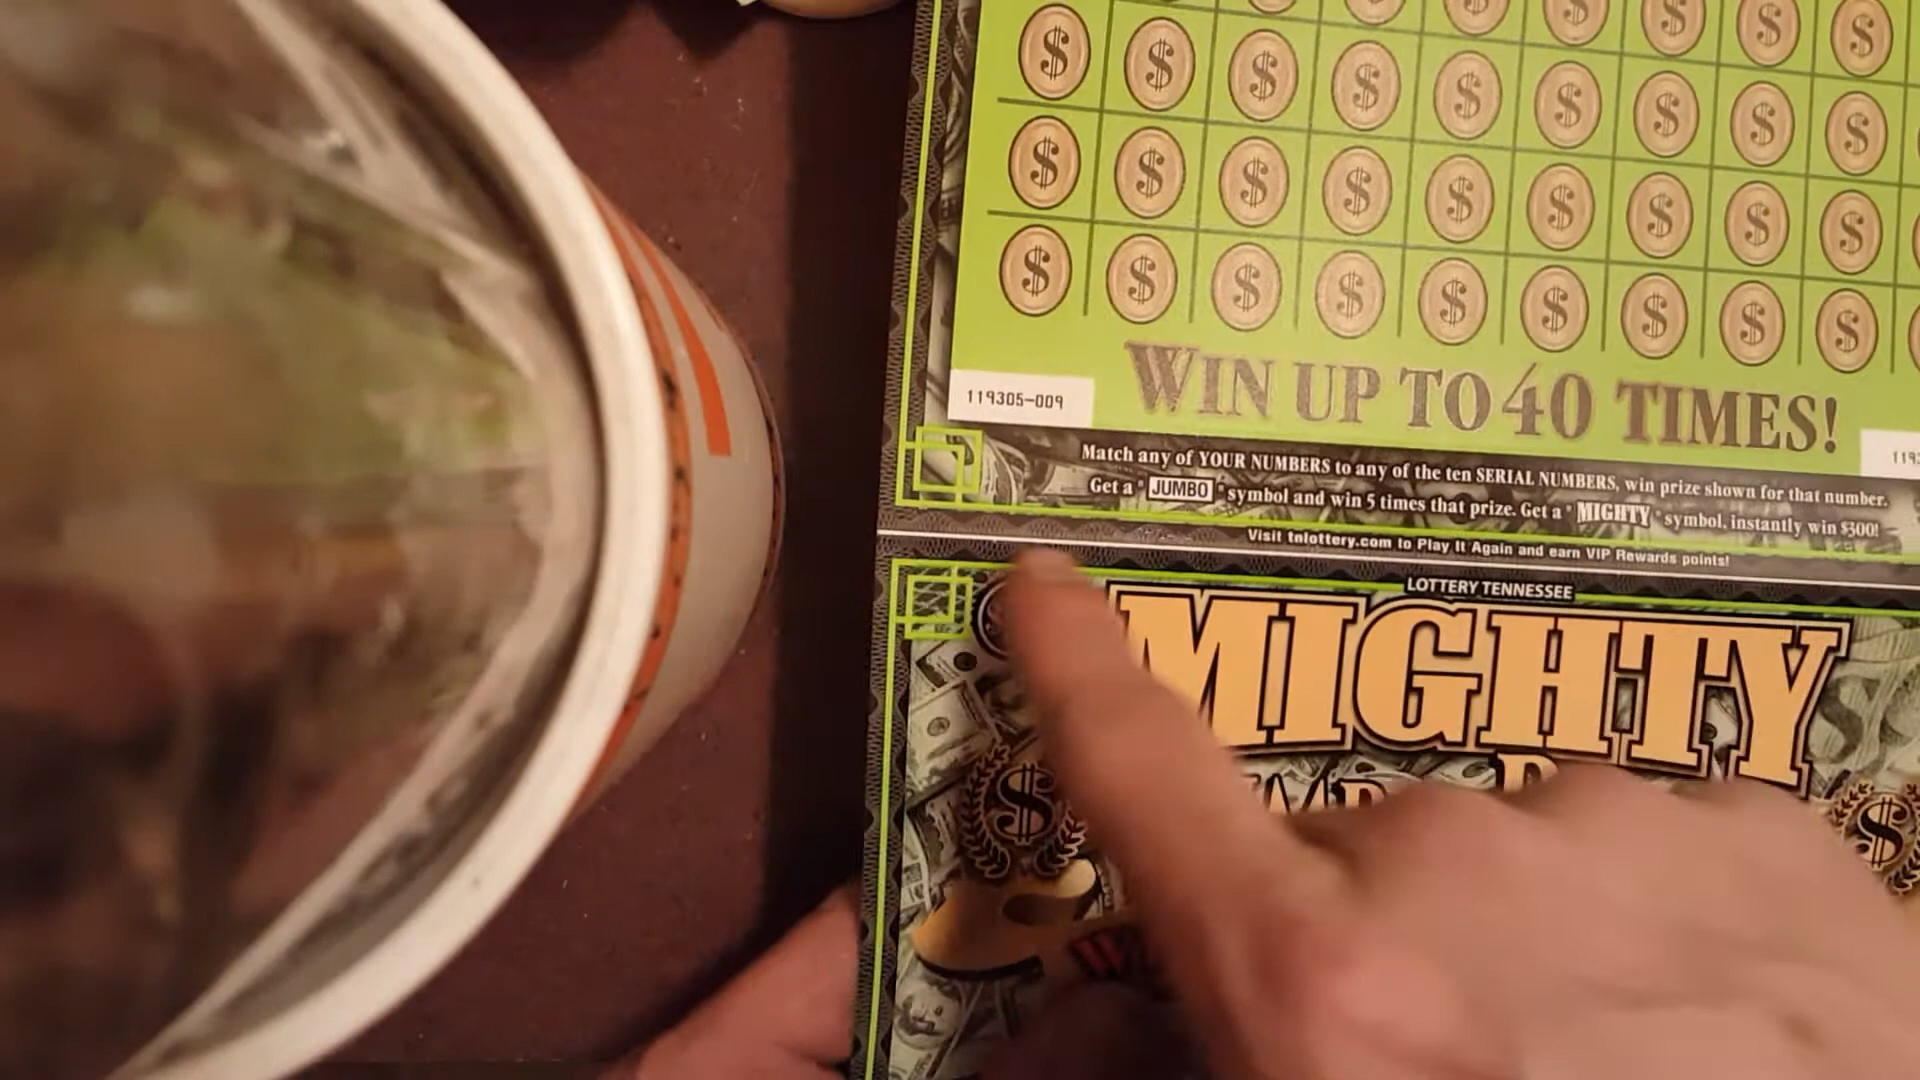 119305-009
WIN UP TO 40 TIMES!
Match any of YOUR NUMBERS to any of the ten SERIAL NUMBERS, win prize shown for that number.
Get a "JUMBO" symbol and win 5 times that prize. Get a "MIGHTY" symbol, instantly win $300!
Visit tnlottery.com to Play It Again and earn VIP Rewards points!
LOTTERY TENNESSEE
MIGHTY